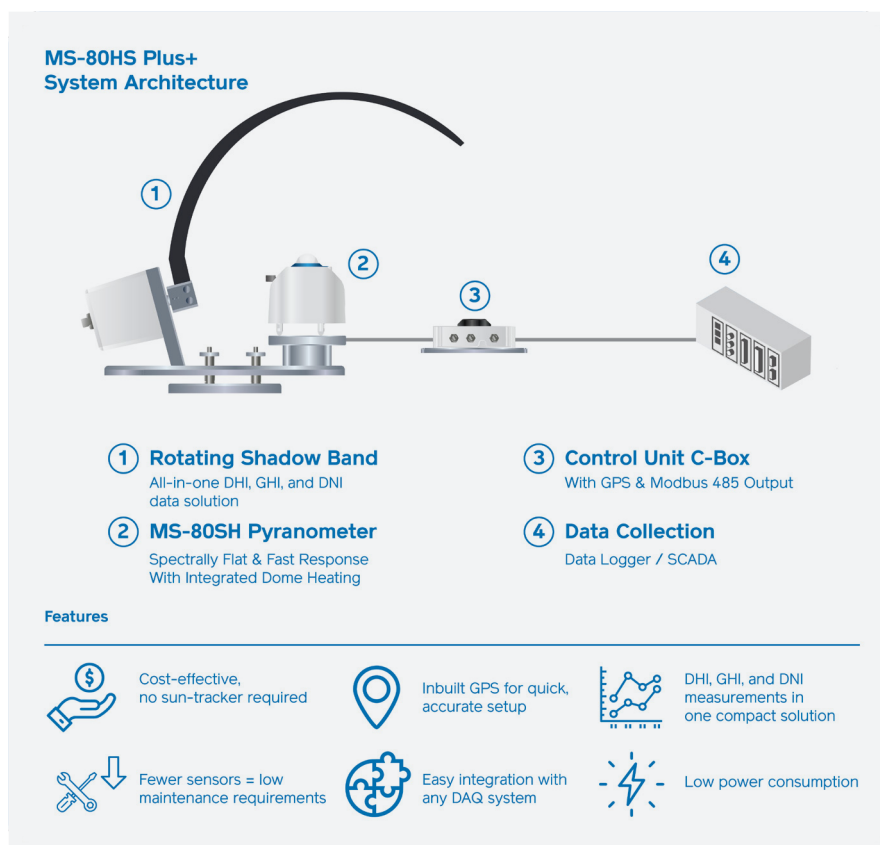 MS-80HS Plus+
System Architecture
1
2
3
4
1 Rotating Shadow Band
All-in-one DHI, GHI, and DNI
data solution
2 MS-80SH Pyranometer
Spectrally Flat & Fast Response
With Integrated Dome Heating
3 Control Unit C-Box
With GPS & Modbus 485 Output
4 Data Collection
Data Logger / SCADA
Features
$
Cost-effective,
no sun-tracker required
Inbuilt GPS for quick,
accurate setup
DHI, GHI, and DNI
measurements in
one compact solution
Fewer sensors = low
maintenance requirements
Easy integration with
any DAQ system
Low power consumption